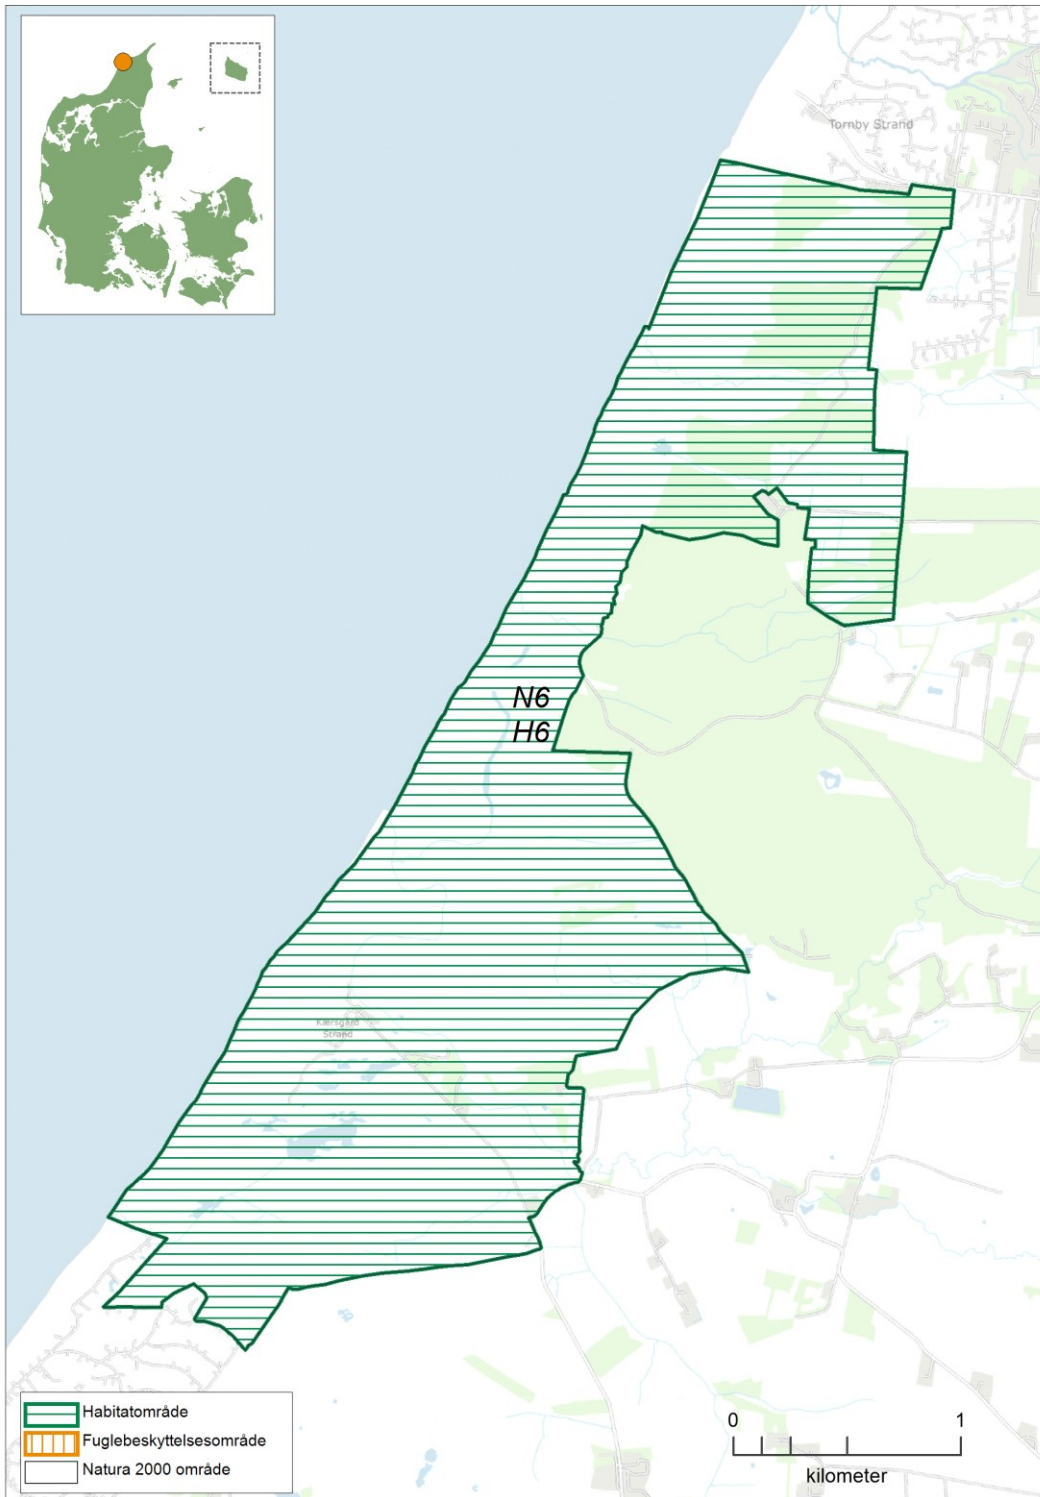 Tornby Strand
N6
H6
Kærsgård
Strand
Habitatområde
Fuglebeskyttelsesområde
Natura 2000 område
0 1
kilometer